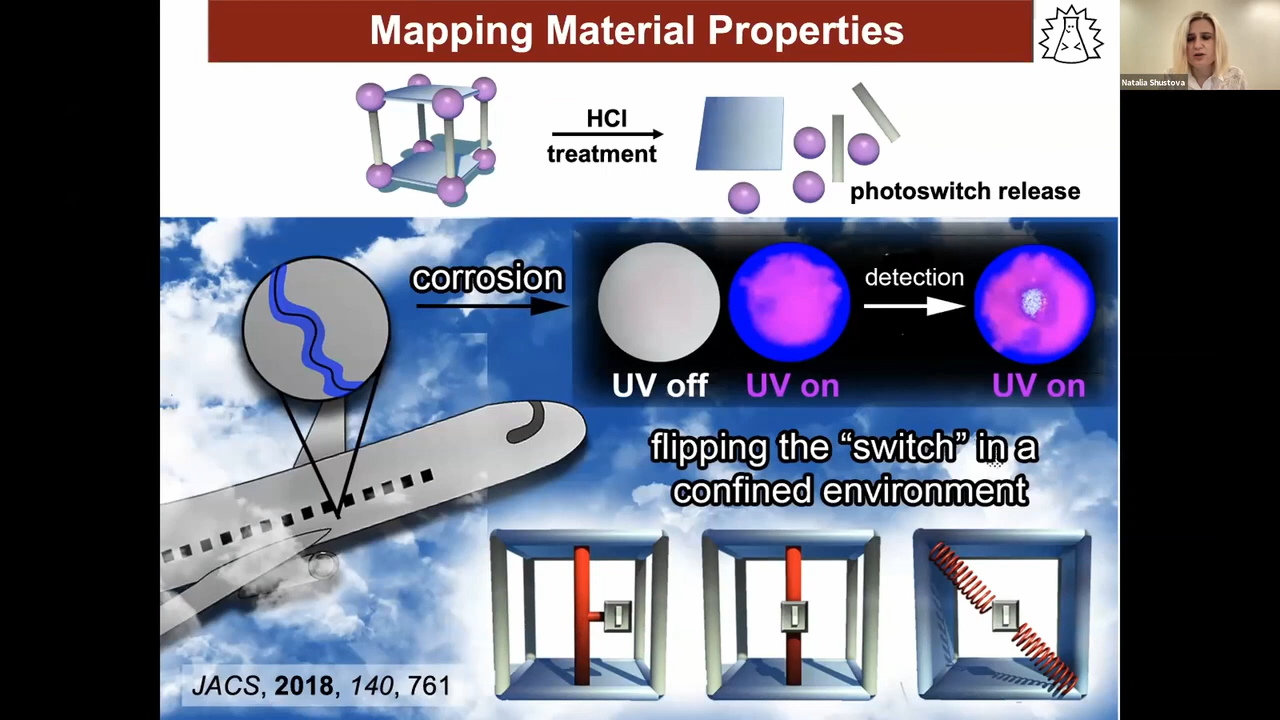 Mapping Material Properties
Natalia Shustova
HCl
treatment
photoswitch release
corrosion
detection
UV off
UV on
UV on
flipping the “switch” in a
confined environment
JACS, 2018, 140, 761